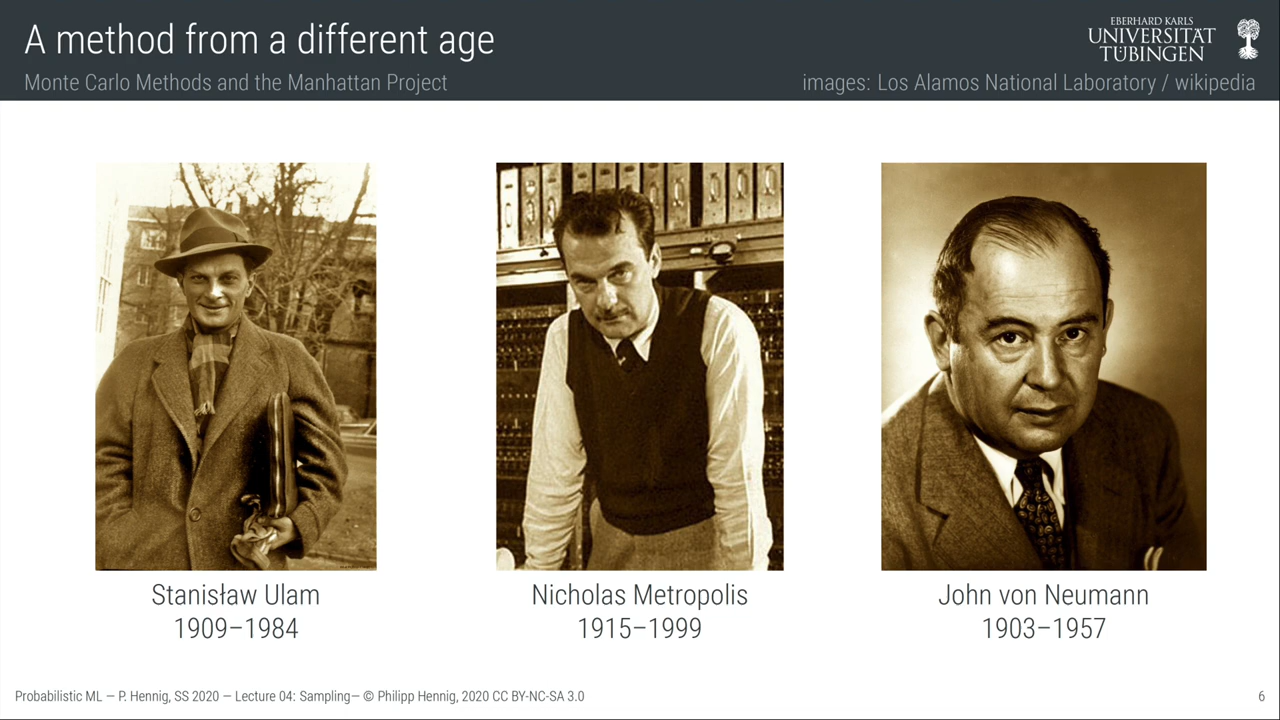 A method from a different age
Monte Carlo Methods and the Manhattan Project
EBERHARD KARLS
UNIVERSITÄT
TÜBINGEN
images: Los Alamos National Laboratory / wikipedia
Stanisław Ulam
1909–1984
Nicholas Metropolis
1915–1999
John von Neumann
1903–1957
Probabilistic ML — P. Hennig, SS 2020 — Lecture 04: Sampling— © Philipp Hennig, 2020 CC BY-NC-SA 3.0
6